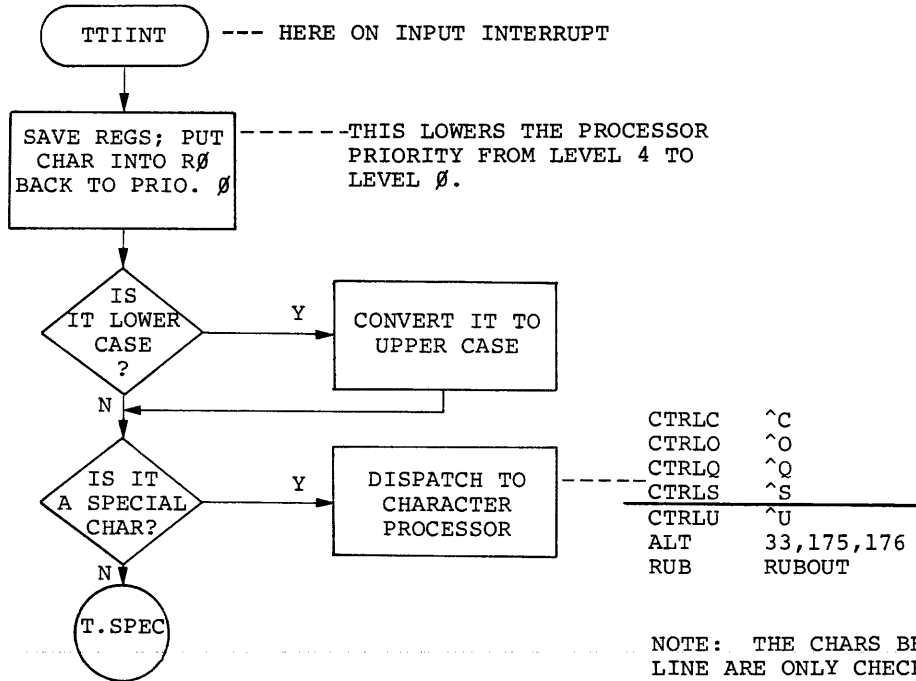 TTIINT --- HERE ON INPUT INTERRUPT
SAVE REGS; PUT
CHAR INTO RØ
BACK TO PRIO. Ø
THIS LOWERS THE PROCESSOR
PRIORITY FROM LEVEL 4 TO
LEVEL Ø.
IS
IT LOWER
CASE
?
Y
CONVERT IT TO
UPPER CASE
N
IS IT
A SPECIAL
CHAR?
Y
DISPATCH TO
CHARACTER
PROCESSOR
CTRLC ^C
CTRLO ^O
CTRLQ ^Q
CTRLS ^S
CTRLU ^U
ALT 33,175,176
RUB RUBOUT
N
T.SPEC
NOTE: THE CHARS BE
LINE ARE ONLY CHECK